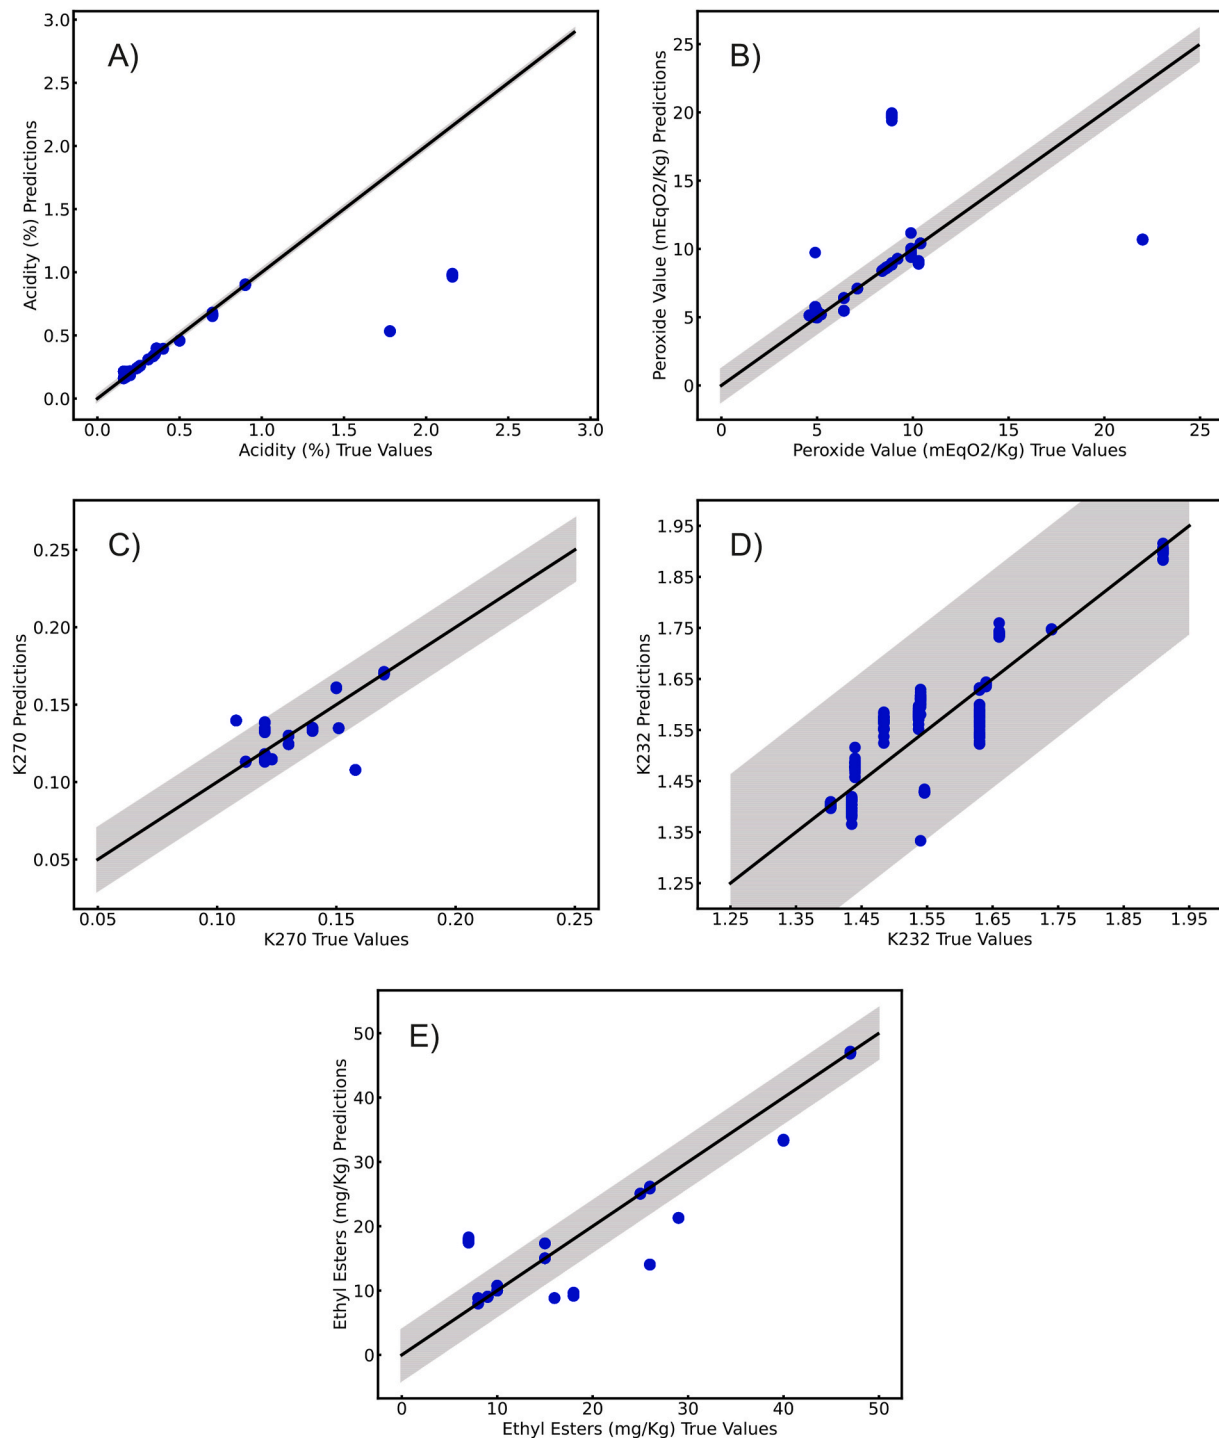 A)
Acidity (%) Predictions
3.0
2.5
2.0
1.5
1.0
0.5
0.0
0.0 0.5 1.0 1.5 2.0 2.5 3.0
Acidity (%) True Values
B)
Peroxide Value (mEqO2/Kg) Predictions
25
20
15
10
5
0
0 5 10 15 20 25
Peroxide Value (mEqO2/Kg) True Values
C)
K270 Predictions
0.25
0.20
0.15
0.10
0.05
0.05 0.10 0.15 0.20 0.25
K270 True Values
D)
K232 Predictions
1.95
1.85
1.75
1.65
1.55
1.45
1.35
1.25
1.25 1.35 1.45 1.55 1.65 1.75 1.85 1.95
K232 True Values
E)
Ethyl Esters (mg/Kg) Predictions
50
40
30
20
10
0
0 10 20 30 40 50
Ethyl Esters (mg/Kg) True Values